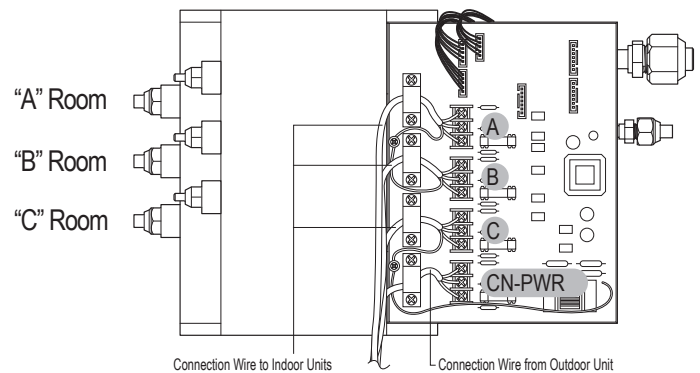 “A” Room
“B” Room
“C” Room
A
B
C
CN-PWR
Connection Wire to Indoor Units
Connection Wire from Outdoor Unit